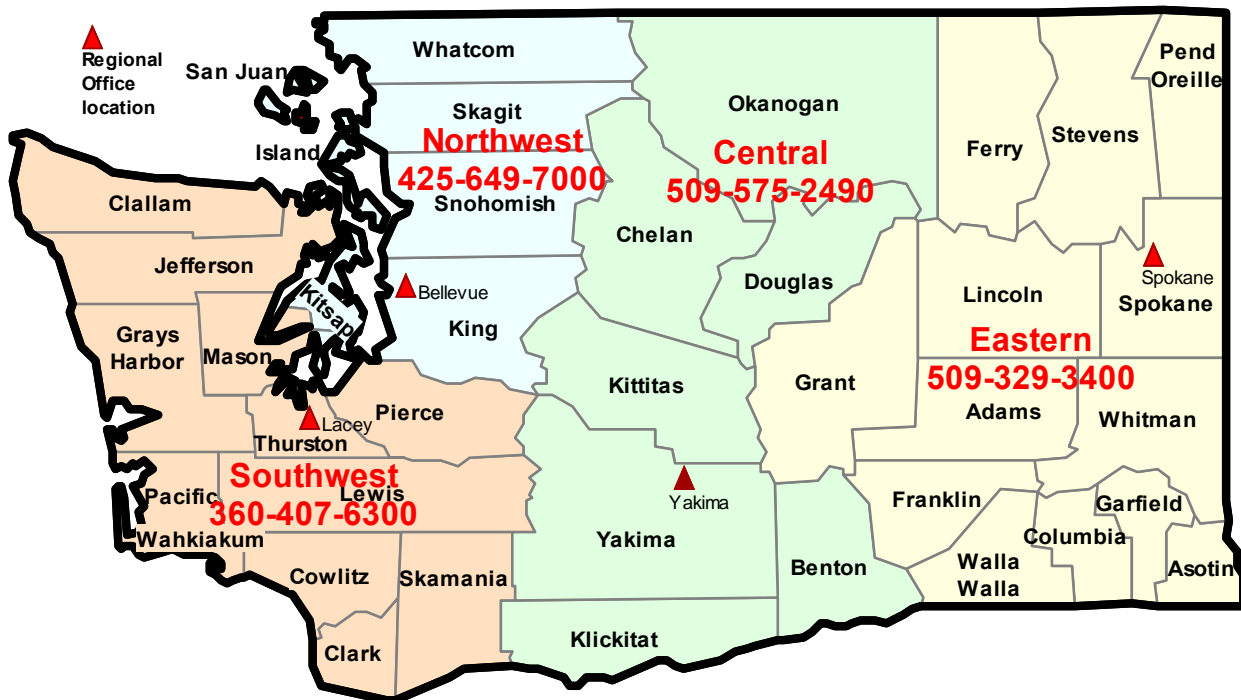 Regional
Office
location
San Juan
Island
Whatcom
Skagit
Northwest
425-649-7000
Snohomish
Okanogan
Central
509-575-2490
Chelan
Douglas
Ferry
Stevens
Pend
Oreille
Clallam
Jefferson
Kitsap
Bellevue
King
Grays
Harbor
Mason
Kittitas
Grant
Lincoln
Spokane
Spokane
Eastern
509-329-3400
Adams
Whitman
Pierce
Lacey
Thurston
Southwest
Lewis
360-407-6300
Pacific
Wahkiakum
Cowlitz
Skamania
Clark
Yakima
Yakima
Benton
Klickitat
Franklin
Walla
Walla
Columbia
Garfield
Asotin